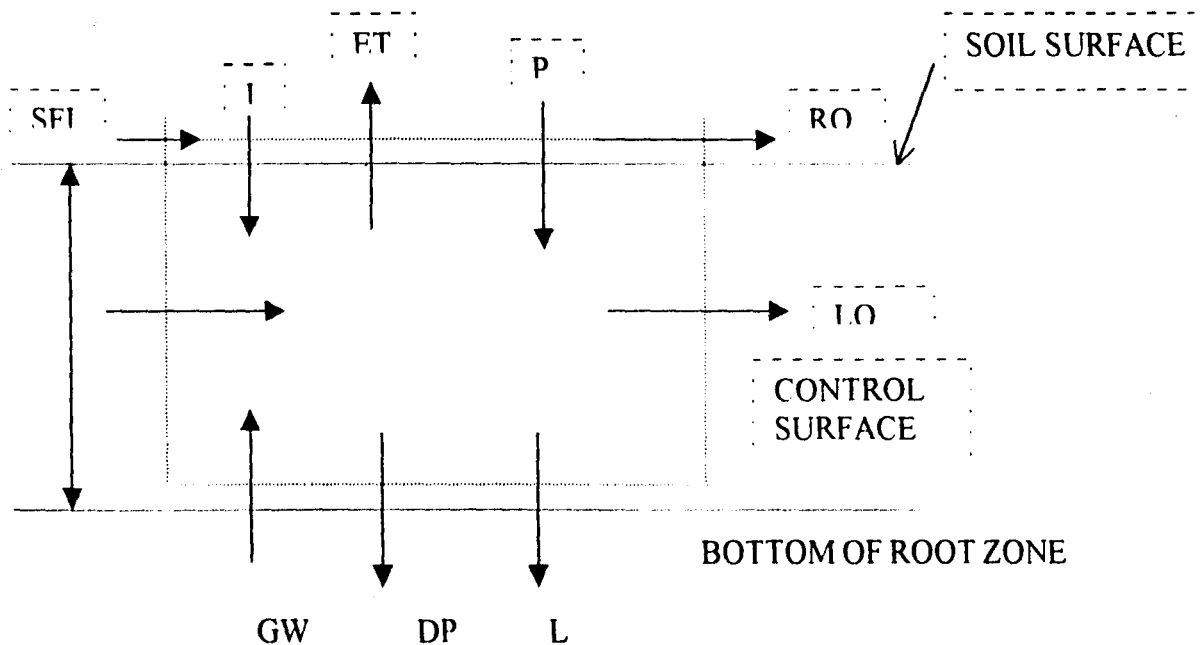 ET
P
SOIL SURFACE
I
SFI
RO
LO
CONTROL
SURFACE
BOTTOM OF ROOT ZONE
GW DP L